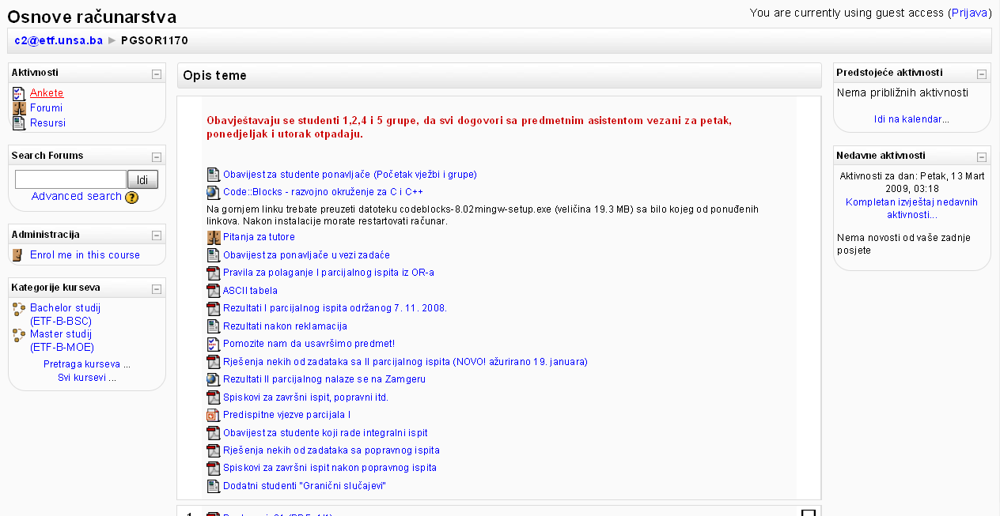 Osnove računarstva
You are currently using guest access (Prijava)
c2@etf.unsa.ba ► PGSOR1170
Aktivnosti
Ankete
Forumi
Resursi
Search Forums
Idi
Advanced search ?
Administracija
Enrol me in this course
Kategorije kurseva
Bachelor studij
(ETF-B-BSC)
Master studij
(ETF-B-MOE)
Pretraga kurseva ...
Svi kursevi ...
Opis teme
Obavještavaju se studenti 1,2,4 i 5 grupe, da svi dogovori sa predmetnim asistentom vezani za petak,
ponedjeljak i utorak otpadaju.
Obavijest za studente ponavljače (Početak vježbi i grupe)
Code::Blocks - razvojno okruženje za C i C++
Na gornjem linku trebate preuzeti datoteku codeblocks-8.02mingw-setup.exe (veličina 19.3 MB) sa bilo kojeg od ponuđenih
linkova. Nakon instalacije morate restartovati računar.
Pitanja za tutore
Obavijest za ponavljače u vezi zadaće
Pravila za polaganje I parcijalnog ispita iz OR-a
ASCII tabela
Rezultati I parcijalnog ispita održanog 7. 11. 2008.
Rezultati nakon reklamacija
Pomozite nam da usavršimo predmet!
Rješenja nekih od zadataka sa II parcijalnog ispita (NOVO! ažurirano 19. januara)
Rezultati II parcijalnog nalaze se na Zamgeru
Spiskovi za završni ispit, popravni itd.
Predispitne vjezve parcijala I
Obavijest za studente koji rade integralni ispit
Rješenja nekih od zadataka sa popravnog ispita
Spiskovi za završni ispit nakon popravnog ispita
Dodatni studenti "Granični slučajevi"
1
Predstojeće aktivnosti
Nema približnih aktivnosti
Idi na kalendar...
Nedavne aktivnosti
Aktivnosti za dan: Petak, 13 Mart
2009, 03:18
Kompletan izvještaj nedavnih
aktivnosti...
Nema novosti od vaše zadnje
posjete